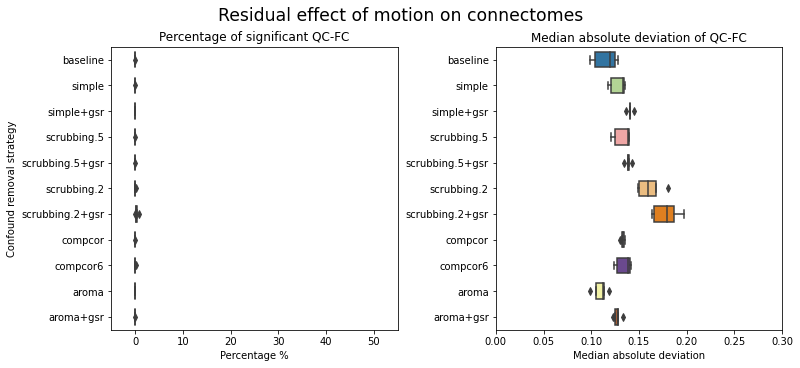 Residual effect of motion on connectomes
Percentage of significant QC-FC
Confound removal strategy
baseline
simple
simple+gsr
scrubbing.5
scrubbing.5+gsr
scrubbing.2
scrubbing.2+gsr
compcor
compcor6
aroma
aroma+gsr
0 10 20 30 40 50
Percentage %
Median absolute deviation of QC-FC
baseline
simple
simple+gsr
scrubbing.5
scrubbing.5+gsr
scrubbing.2
scrubbing.2+gsr
compcor
compcor6
aroma
aroma+gsr
0.00 0.05 0.10 0.15 0.20 0.25 0.30
Median absolute deviation